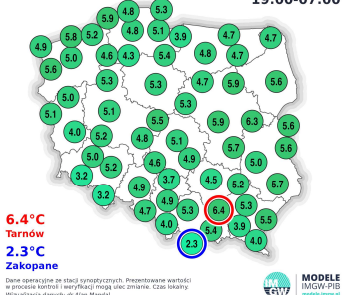 19:00-07:00
4.8 5.3
5.9
4.9 5.8 5.2 4.8 5.1 3.9 4.7 4.7
5.6 5.0 4.6 4.3 5.4 4.8 4.9
5.3 5.3 4.7 5.9 5.6
5.0 5.3
5.1 5.1 5.5 5.9 6.3 5.6
4.0 5.2 4.8 5.1 5.7 5.6
5.0 5.2 4.6 4.9 5.0
3.2 3.7 4.5 5.2 6.7
3.2 4.9 4.9
4.7 5.3 6.4 5.3 5.5
4.0 5.4 3.9
2.3 4.0
6.4°C
Tarnów
2.3°C
Zakopane
Dane operacyjne ze stacji synoptycznych. Prezentowane wartości
w procesie kontroli i weryfikacji mogą ulec zmianie. Czas lokalny.
IMGW
MODELE
IMGW-PIB